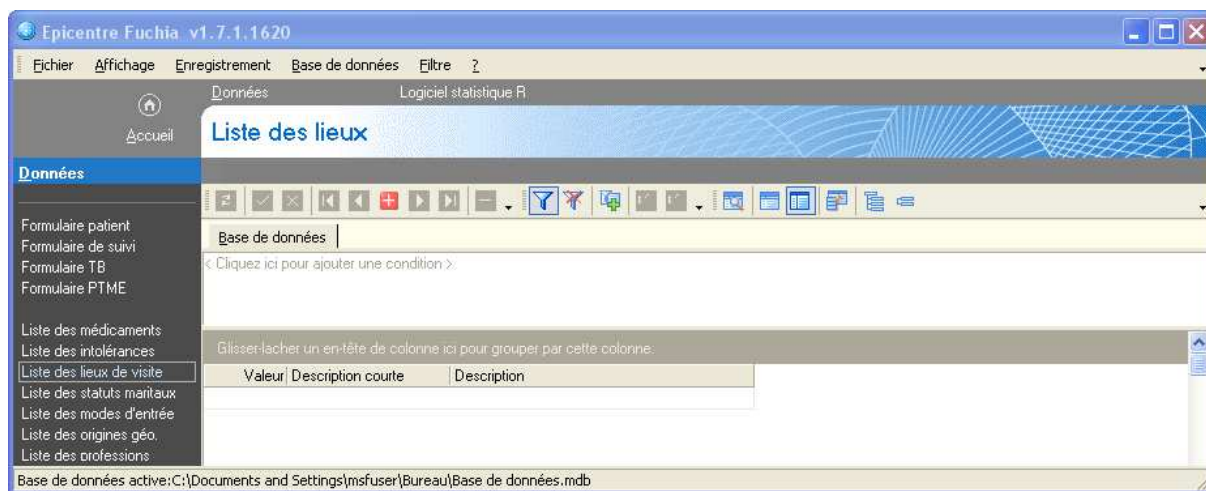 Epicentre Fuchia v1.7.1.1620
Fichier Affichage Enregistrement Base de données Filtre ?
Données Logiciel statistique R
Accueil
Liste des lieux
Données
Formulaire patient
Formulaire de suivi
Formulaire TB
Formulaire PTME
Liste des médicaments
Liste des intolérances
Liste des lieux de visite
Liste des statuts maritaux
Liste des modes d'entrée
Liste des origines géo.
Liste des professions
Base de données
< Cliquez ici pour ajouter une condition >
Glisser-lacher un en-tête de colonne ici pour grouper par cette colonne.
Valeur Description courte Description
Base de données active:C:\Documents and Settings\msfuser\Bureau\Base de données.mdb